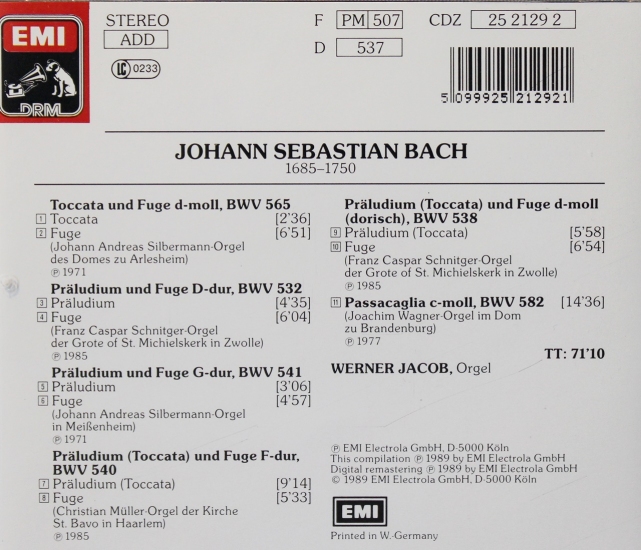 EMI
DRM
STEREO
ADD
LC 0233
F PM 507 CDZ 25 2129 2
D 537
5 099925 212921
JOHANN SEBASTIAN BACH
1685–1750
Toccata und Fuge d-moll, BWV 565
1 Toccata [2'36]
2 Fuge [6'51]
(Johann Andreas Silbermann-Orgel
des Domes zu Arlesheim)
℗ 1971
Präludium und Fuge D-dur, BWV 532
3 Präludium [4'35]
4 Fuge [6'04]
(Franz Caspar Schnitger-Orgel
der Grote of St. Michielskerk in Zwolle)
℗ 1985
Präludium und Fuge G-dur, BWV 541
5 Präludium [3'06]
6 Fuge [4'57]
(Johann Andreas Silbermann-Orgel
in Meißenheim)
℗ 1971
Präludium (Toccata) und Fuge F-dur,
BWV 540
7 Präludium (Toccata) [9'14]
8 Fuge [5'33]
(Christian Müller-Orgel der Kirche
St. Bavo in Haarlem)
℗ 1985
Präludium (Toccata) und Fuge d-moll
(dorisch), BWV 538
9 Präludium (Toccata) [5'58]
10 Fuge [6'54]
(Franz Caspar Schnitger-Orgel
der Grote of St. Michielskerk in Zwolle)
℗ 1985
11 Passacaglia c-moll, BWV 582 [14'36]
(Joachim Wagner-Orgel im Dom
zu Brandenburg)
℗ 1977
TT: 71'10
WERNER JACOB, Orgel
℗ EMI Electrola GmbH, D-5000 Köln
This compilation ℗ 1989 by EMI Electrola GmbH
Digital remastering ℗ 1989 by EMI Electrola GmbH
© 1989 EMI Electrola GmbH, D-5000 Köln
EMI
Printed in W.-Germany